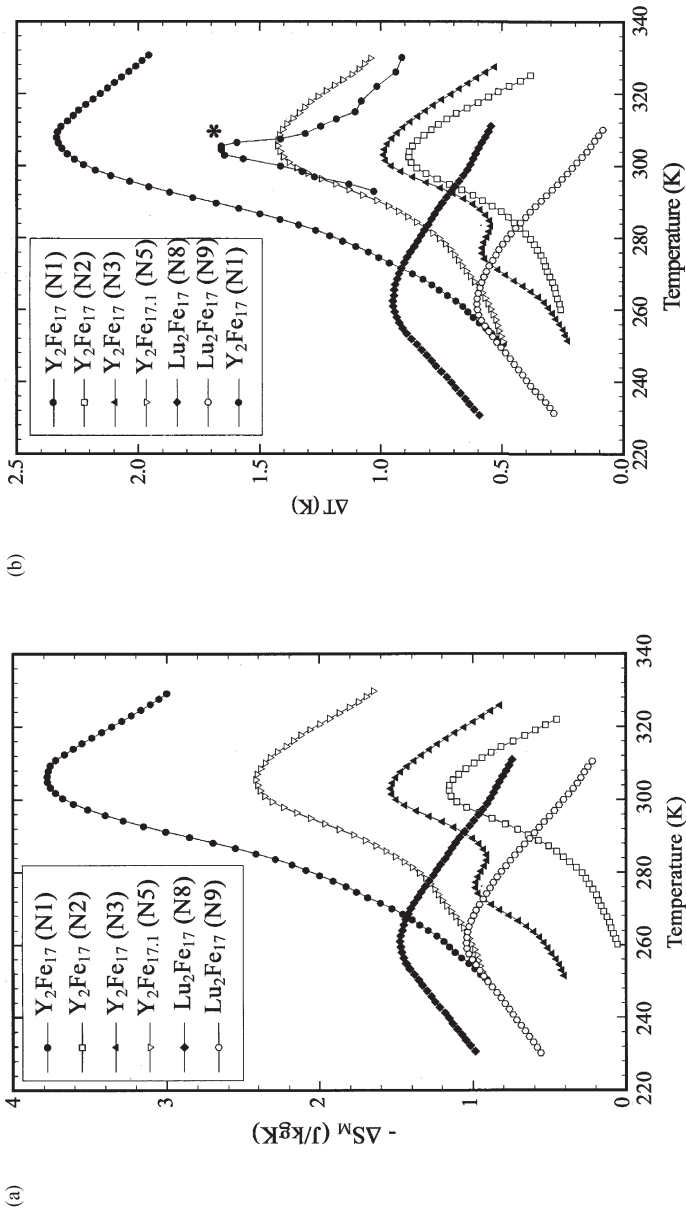 (a)
4
3
2
1
0
- ΔS_M (J/kgK)
220
240
260
280
300
320
340
Temperature (K)
Y₂Fe₁₇ (N1)
Y₂Fe₁₇ (N2)
Y₂Fe₁₇ (N3)
Y₂Fe₁₇.₁ (N5)
Lu₂Fe₁₇ (N8)
Lu₂Fe₁₇ (N9)
(b)
2.5
2.0
1.5
1.0
0.5
0.0
ΔT (K)
220
240
260
280
300
320
340
Temperature (K)
Y₂Fe₁₇ (N1)
Y₂Fe₁₇ (N2)
Y₂Fe₁₇ (N3)
Y₂Fe₁₇.₁ (N5)
Lu₂Fe₁₇ (N8)
Lu₂Fe₁₇ (N9)
Y₂Fe₁₇ (N1)
*